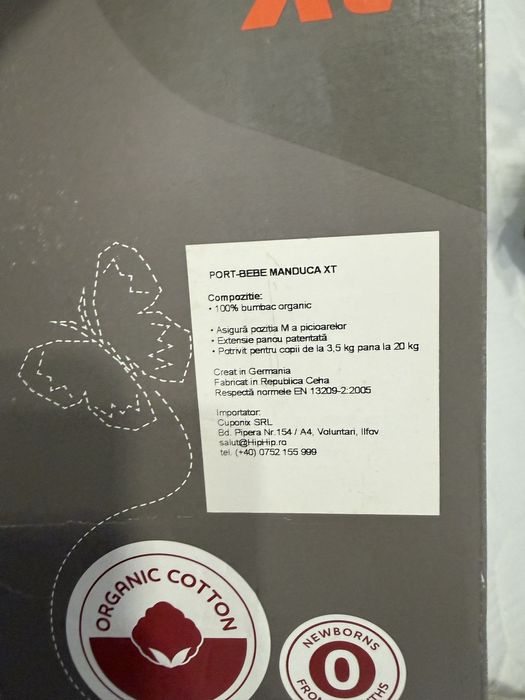 XT
PORT-BEBE MANDUCA XT
Compozitie:
• 100% bumbac organic
• Asigură pozitia M a picioarelor
• Extensie panou patentată
• Potrivit pentru copii de la 3,5 kg pana la 20 kg
Creat in Germania
Fabricat in Republica Ceha
Respectă normele EN 13209-2:2005
Importator:
Cuponix SRL
Bd. Pipera Nr.154 / A4, Voluntari, Ilfov
salut@HipHip.ro
tel. (+40) 0752 155 999
ORGANIC COTTON
NEWBORNS
0